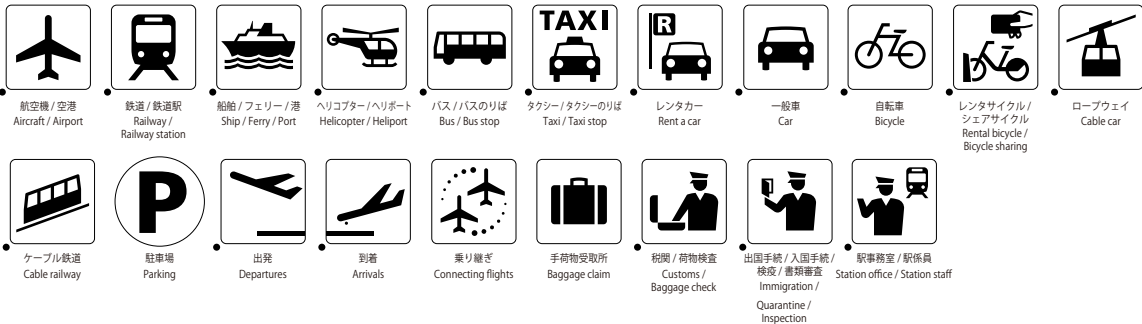 TAXI
R
航空機 / 空港
Aircraft / Airport
鉄道 / 鉄道駅
Railway /
Railway station
船舶 / フェリー / 港
Ship / Ferry / Port
ヘリコプター / ヘリポート
Helicopter / Heliport
バス / バスのりば
Bus / Bus stop
タクシー / タクシーのりば
Taxi / Taxi stop
レンタカー
Rent a car
一般車
Car
自転車
Bicycle
レンタサイクル /
シェアサイクル
Rental bicycle /
Bicycle sharing
ロープウェイ
Cable car
P
ケーブル鉄道
Cable railway
駐車場
Parking
出発
Departures
到着
Arrivals
乗り継ぎ
Connecting flights
手荷物受取所
Baggage claim
税関 / 荷物検査
Customs /
Baggage check
出国手続 / 入国手続 /
検疫 / 書類審査
Immigration /
Quarantine /
Inspection
駅事務室 / 駅係員
Station office / Station staff